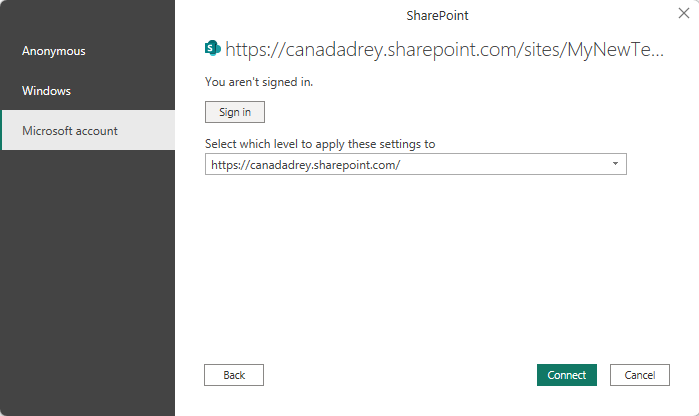 SharePoint
Anonymous
Windows
Microsoft account
https://canadadrey.sharepoint.com/sites/MyNewTe...
You aren't signed in.
Sign in
Select which level to apply these settings to
https://canadadrey.sharepoint.com/
Back
Connect
Cancel